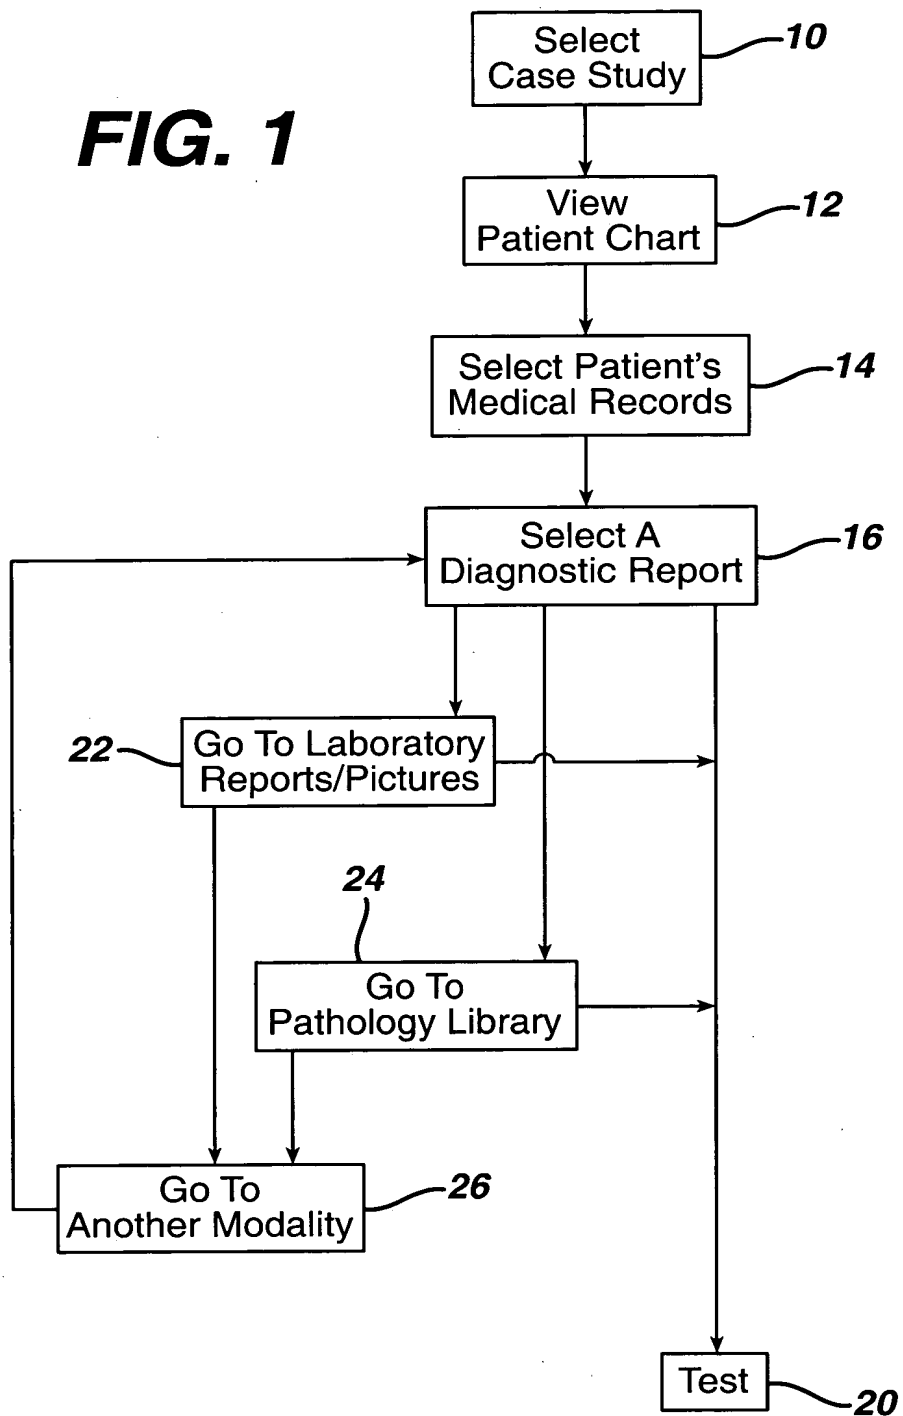 Select
Case Study
10
FIG. 1
View
Patient Chart
12
Select Patient's
Medical Records
14
Select A
Diagnostic Report
16
Go To Laboratory
Reports/Pictures
22
24
Go To
Pathology Library
Go To
Another Modality
26
Test
20